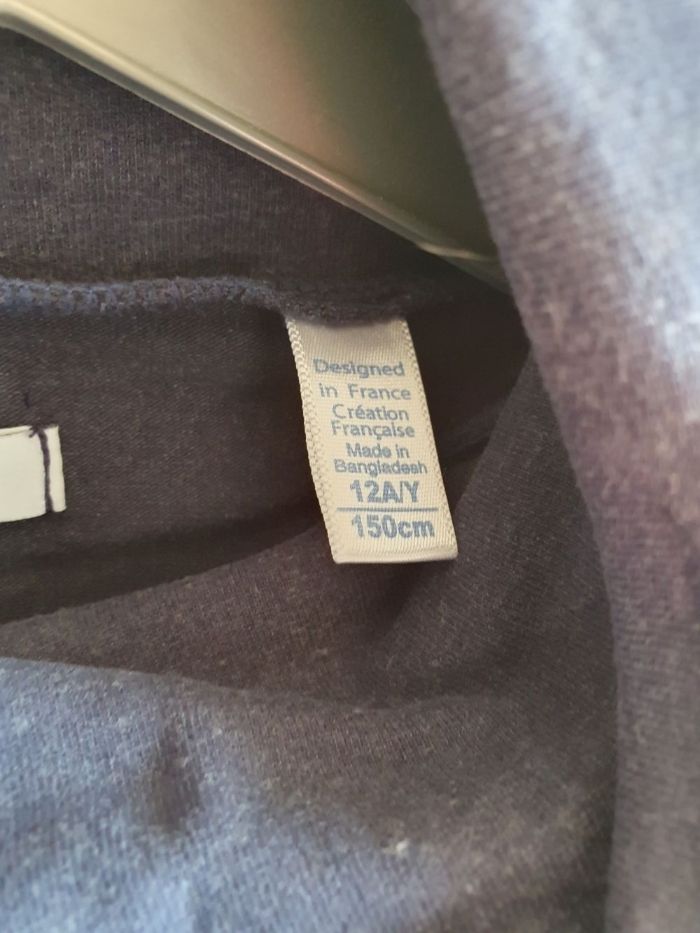 Designed
in France
Création
Française
Made in
Bangladesh
12A/Y
150cm